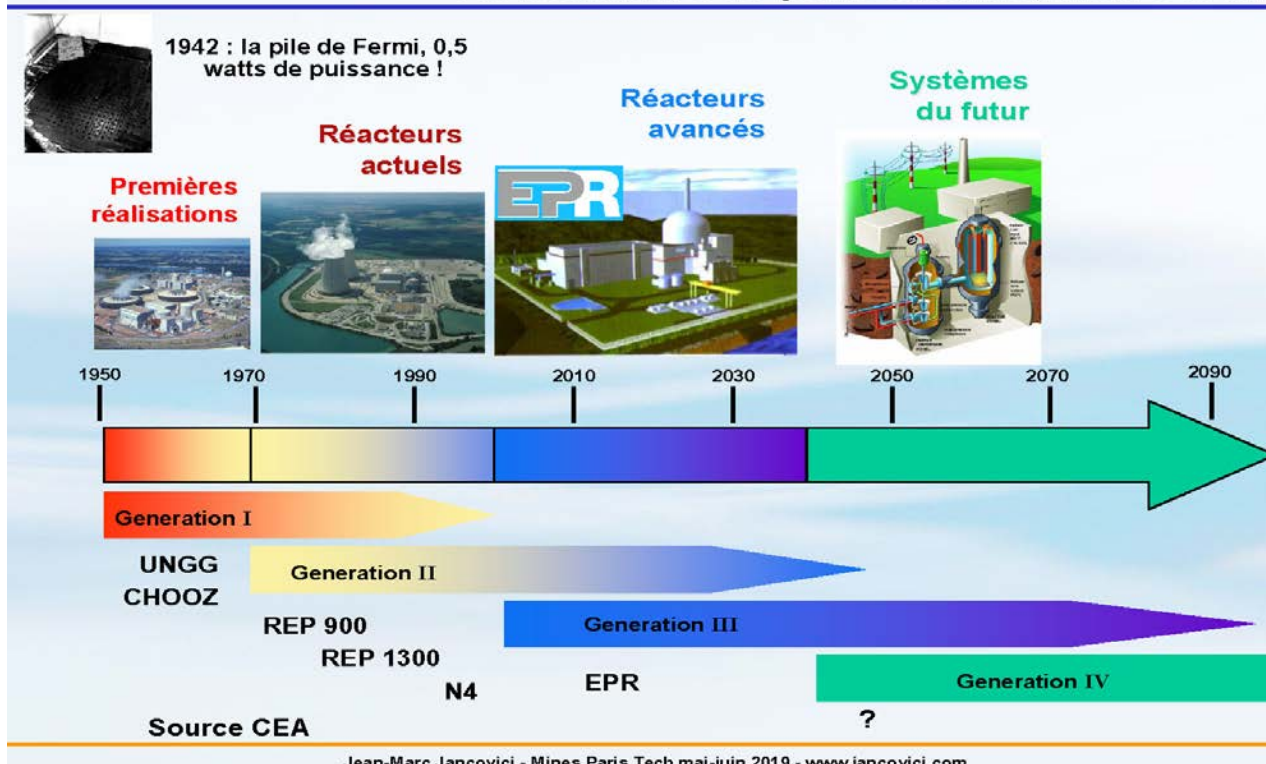 1942 : la pile de Fermi, 0,5
watts de puissance !
Systèmes
du futur
Réacteurs
avancés
Réacteurs
actuels
EPR
Premières
réalisations
1950
1970
1990
2010
2030
2050
2070
2090
Generation I
UNGG
CHOOZ
Generation II
REP 900
REP 1300
N4
Generation III
EPR
Generation IV
?
Source CEA
Jean-Marc Jancovici - Mines Paris Tech mai-juin 2019 - www.jancovici.com